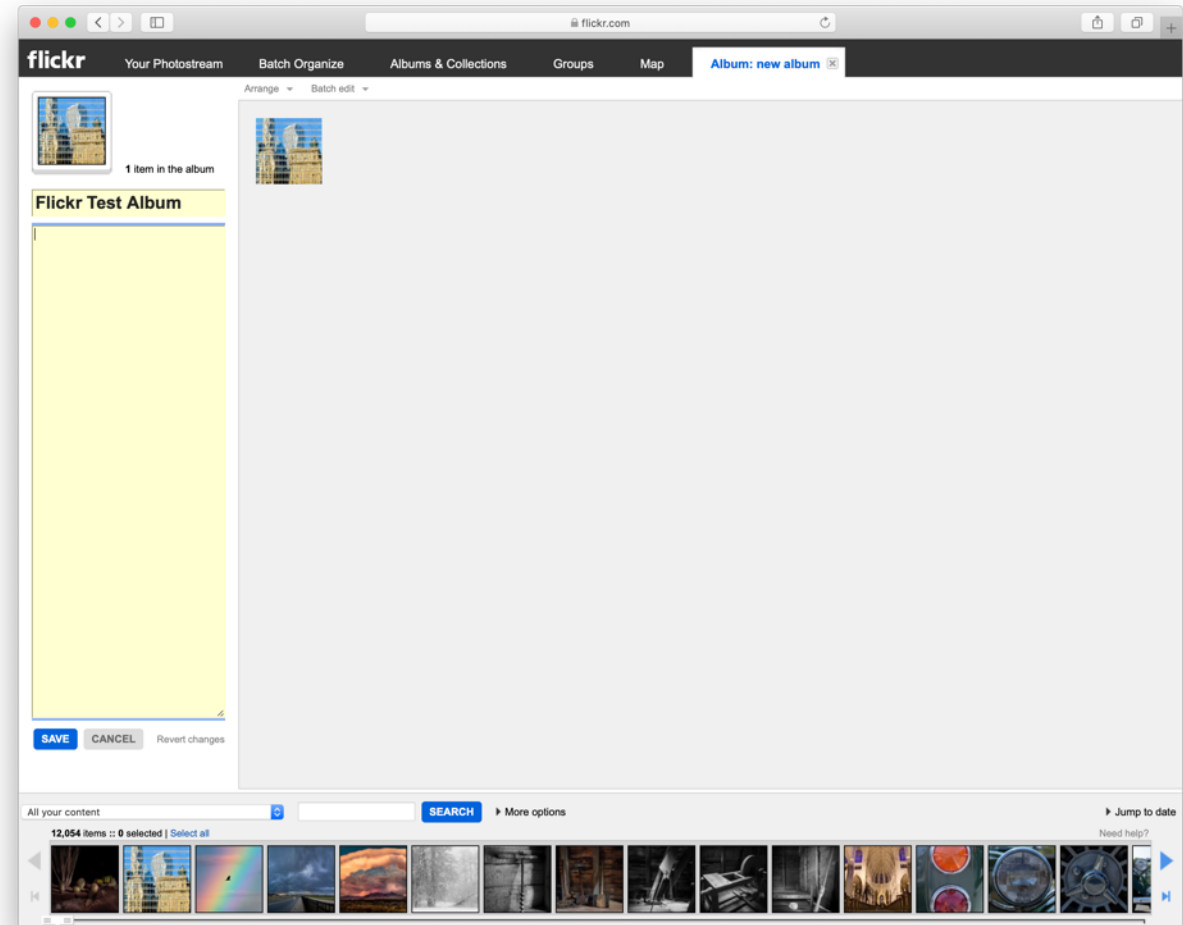 flickr.com
flickr
Your Photostream
Batch Organize
Albums & Collections
Groups
Map
Album: new album
Arrange
Batch edit
1 item in the album
Flickr Test Album
SAVE
CANCEL
Revert changes
All your content
SEARCH
More options
Jump to date
12,054 items :: 0 selected | Select all
Need help?